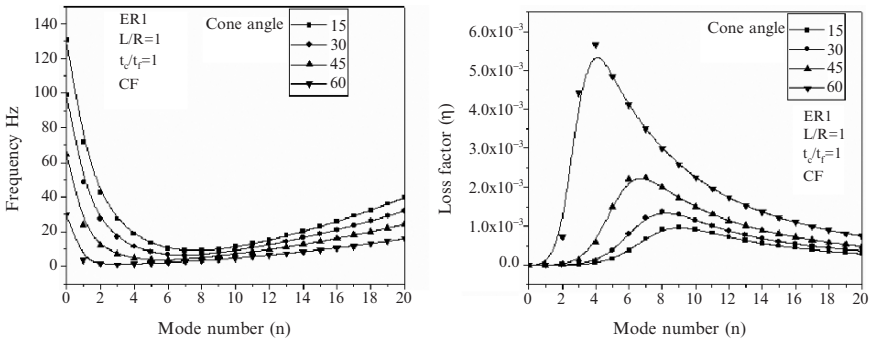 ER1
L/R=1
t_c/t_f=1
CF
Cone angle
15
30
45
60
Frequency Hz
140
120
100
80
60
40
20
0
0 2 4 6 8 10 12 14 16 18 20
Mode number (n)
Cone angle
15
30
45
60
ER1
L/R=1
t_c/t_f=1
CF
Loss factor (η)
6.0x10⁻³
5.0x10⁻³
4.0x10⁻³
3.0x10⁻³
2.0x10⁻³
1.0x10⁻³
0.0
0 2 4 6 8 10 12 14 16 18 20
Mode number (n)